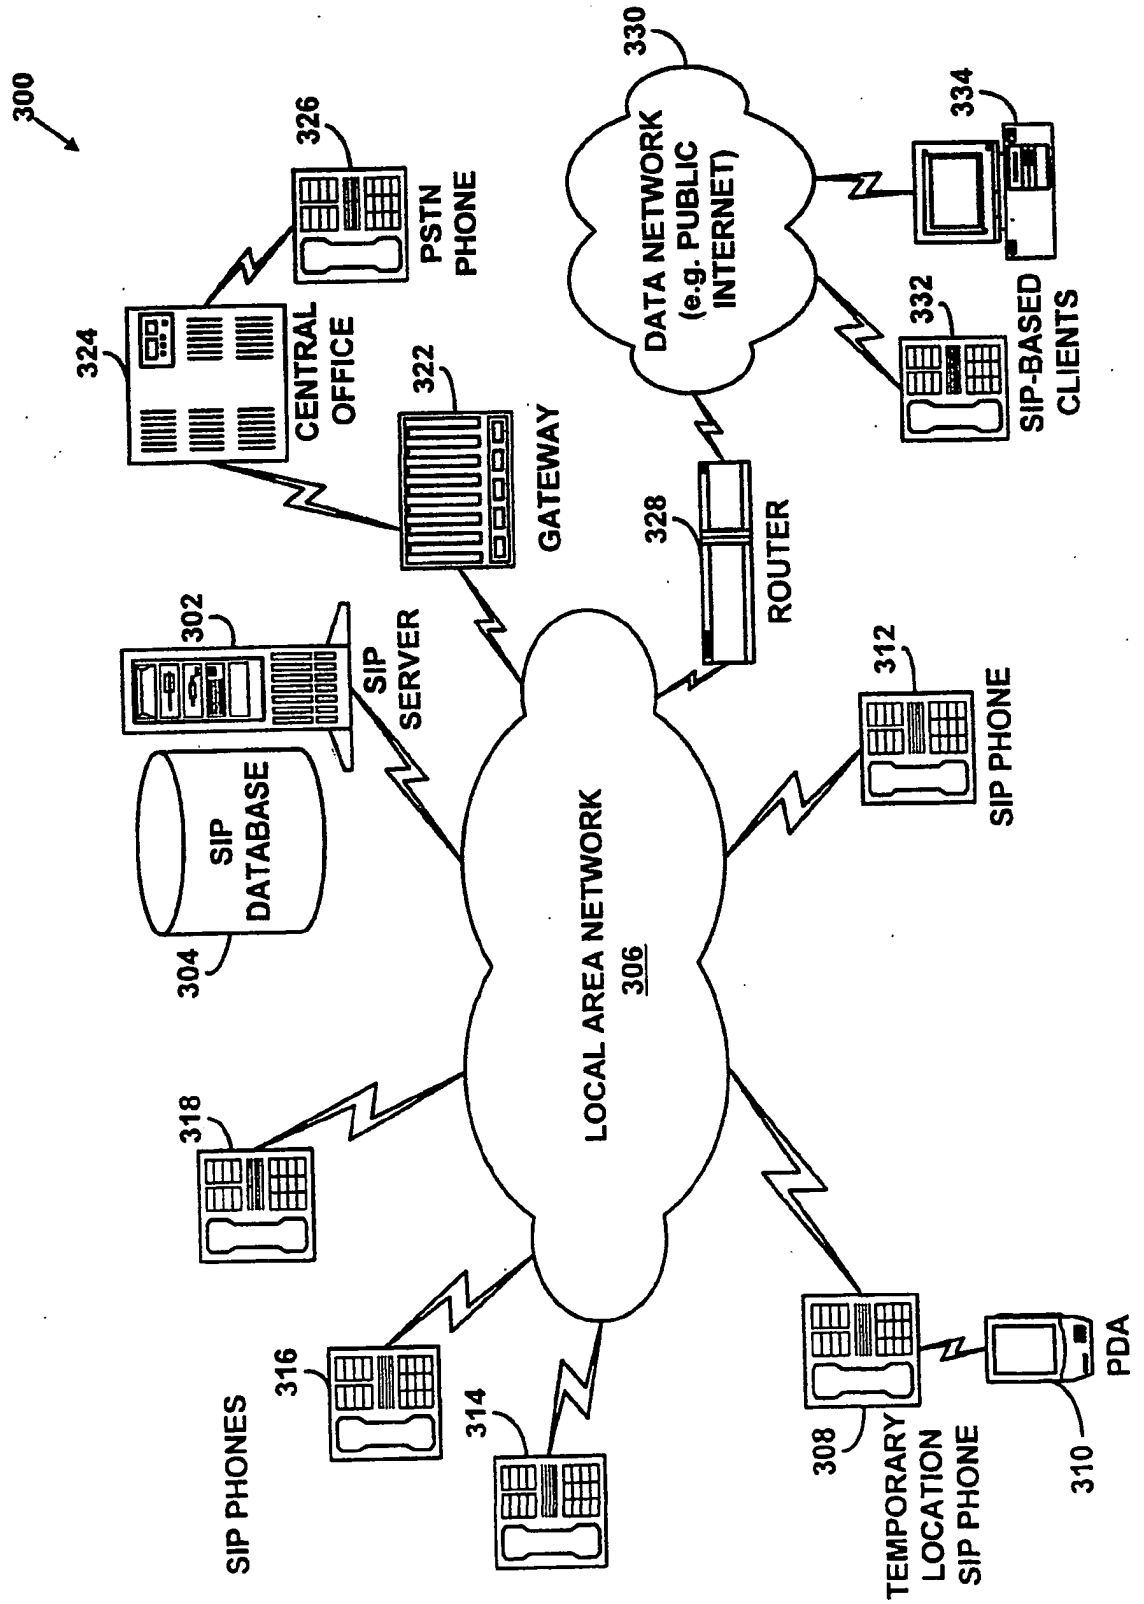 300
SIP PHONES
316
318
314
304
SIP
DATABASE
302
SIP
SERVER
324
CENTRAL
OFFICE
326
PSTN
PHONE
322
GATEWAY
LOCAL AREA NETWORK
306
328
ROUTER
330
DATA NETWORK
(e.g. PUBLIC
INTERNET)
308
TEMPORARY
LOCATION
SIP PHONE
310
PDA
312
SIP PHONE
332
334
SIP-BASED
CLIENTS